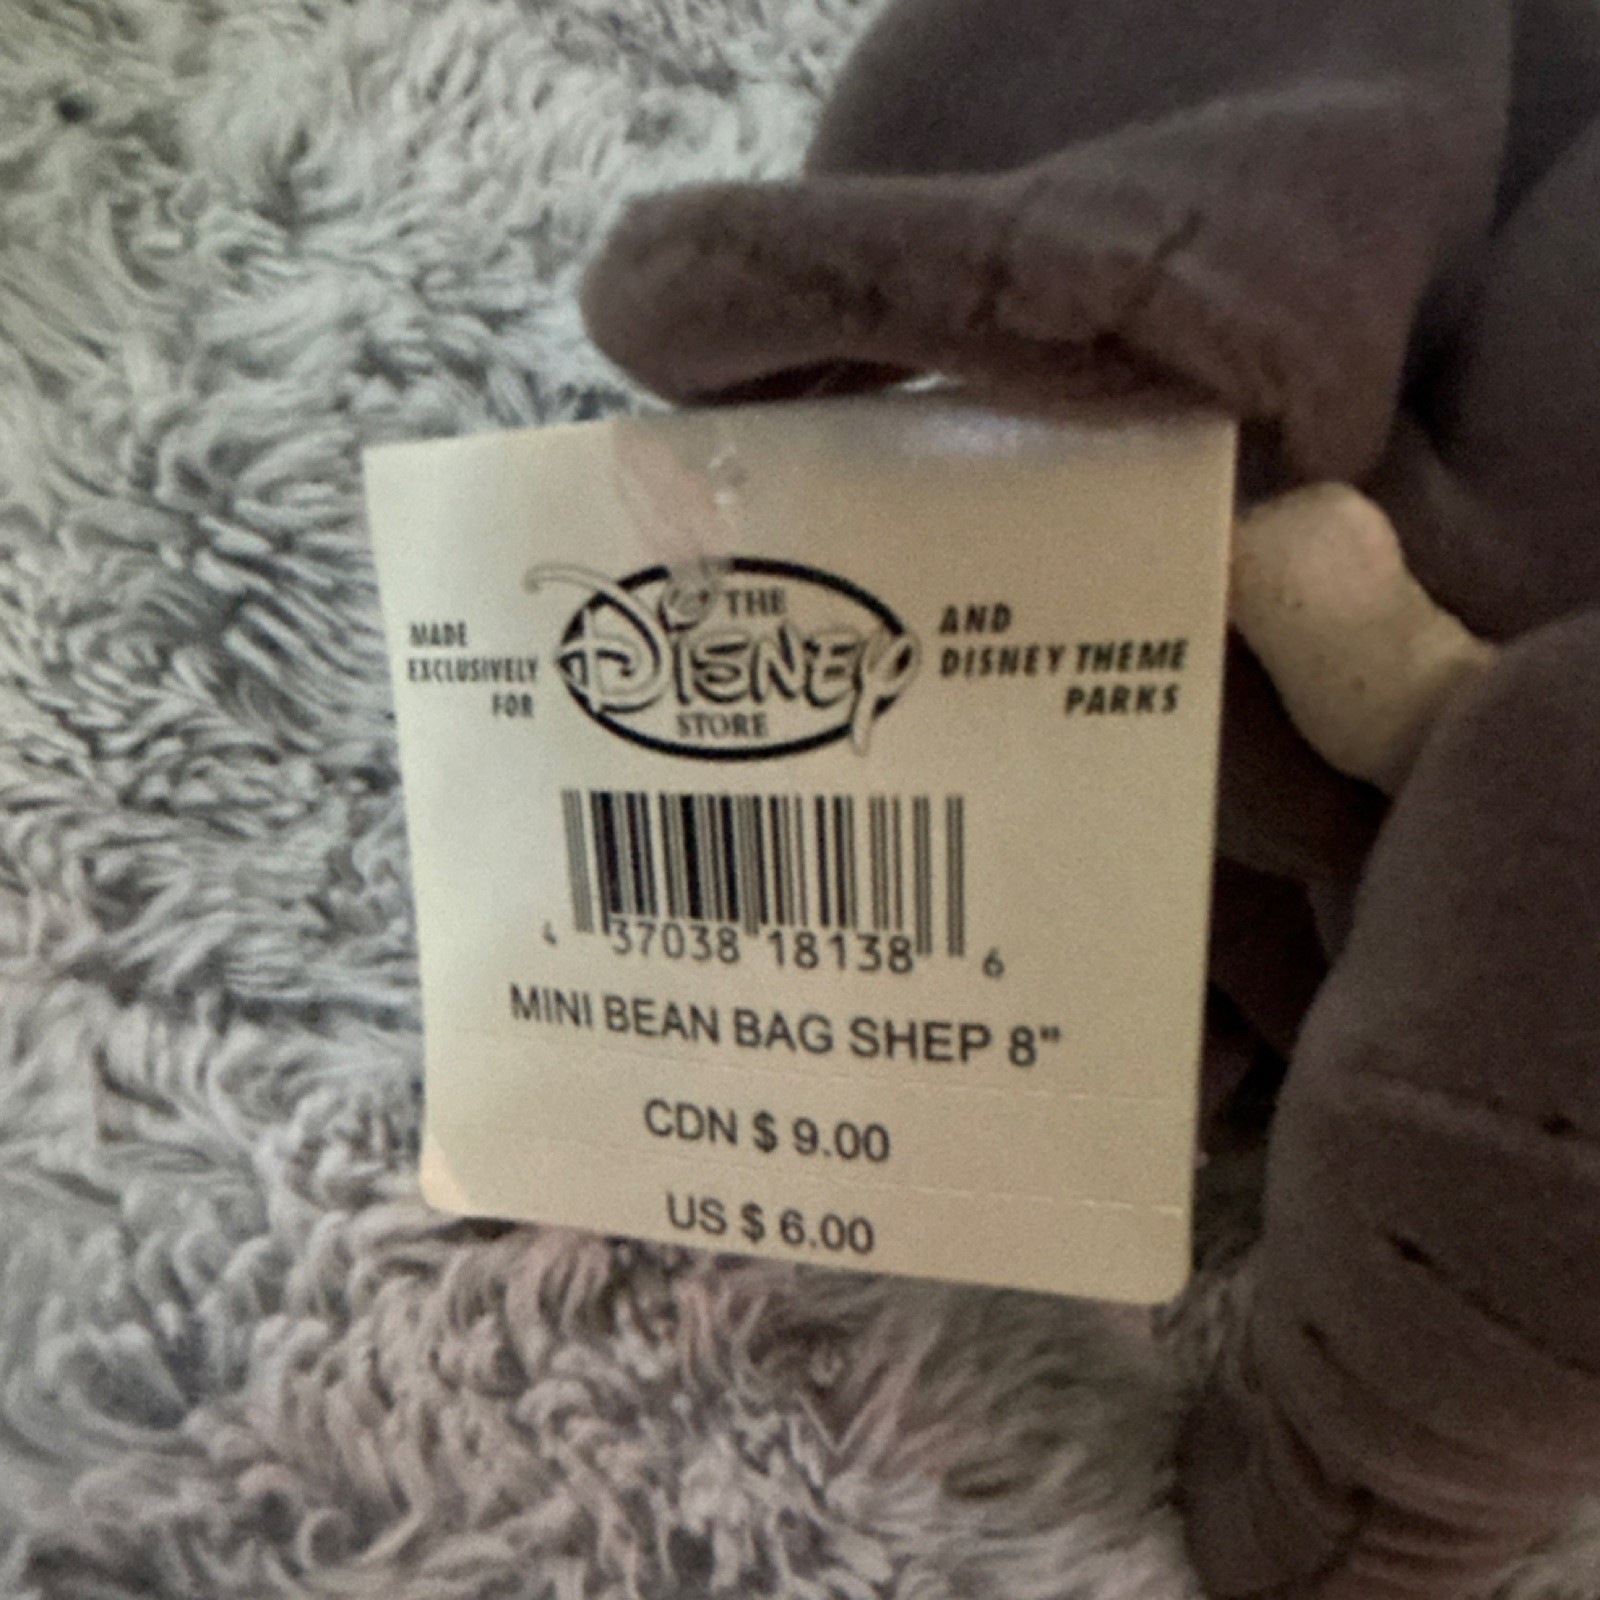 MADE
EXCLUSIVELY
FOR
THE
DISNEY
STORE
AND
DISNEY THEME
PARKS
4 37038 18138 6
MINI BEAN BAG SHEP 8"
CDN $ 9.00
US $ 6.00